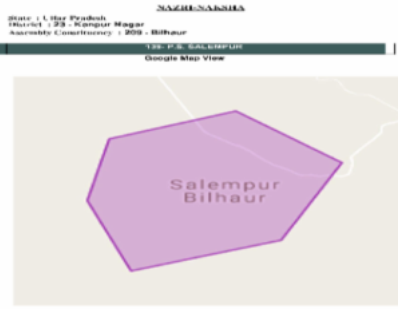 NAZRI-NAKSHA
State : Uttar Pradesh
District : 23 - Kanpur Nagar
Assembly Constituency : 209 - Bilhaur
139- P.S. SALEMPUR
Google Map View
Salempur
Bilhaur